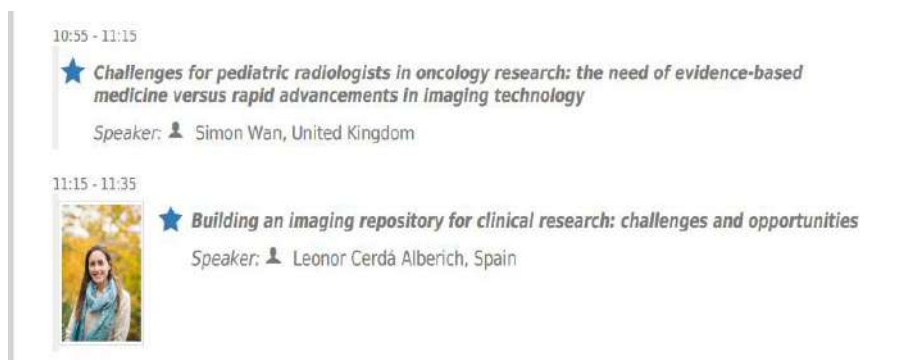 10:55 - 11:15
Challenges for pediatric radiologists in oncology research: the need of evidence-based
medicine versus rapid advancements in imaging technology
Speaker: Simon Wan, United Kingdom
11:15 - 11:35
Building an imaging repository for clinical research: challenges and opportunities
Speaker: Leonor Cerdá Alberich, Spain